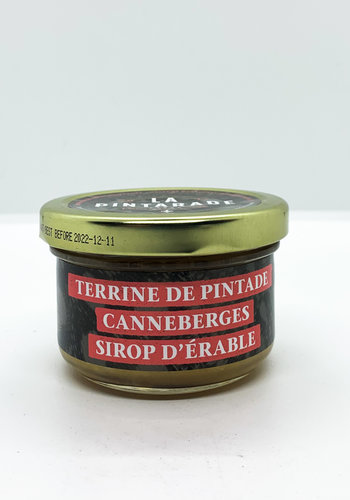 LA
PINTARADE
BEST BEFORE 2022-12-11
TERRINE DE PINTADE
CANNEBERGES
SIROP D'ÉRABLE